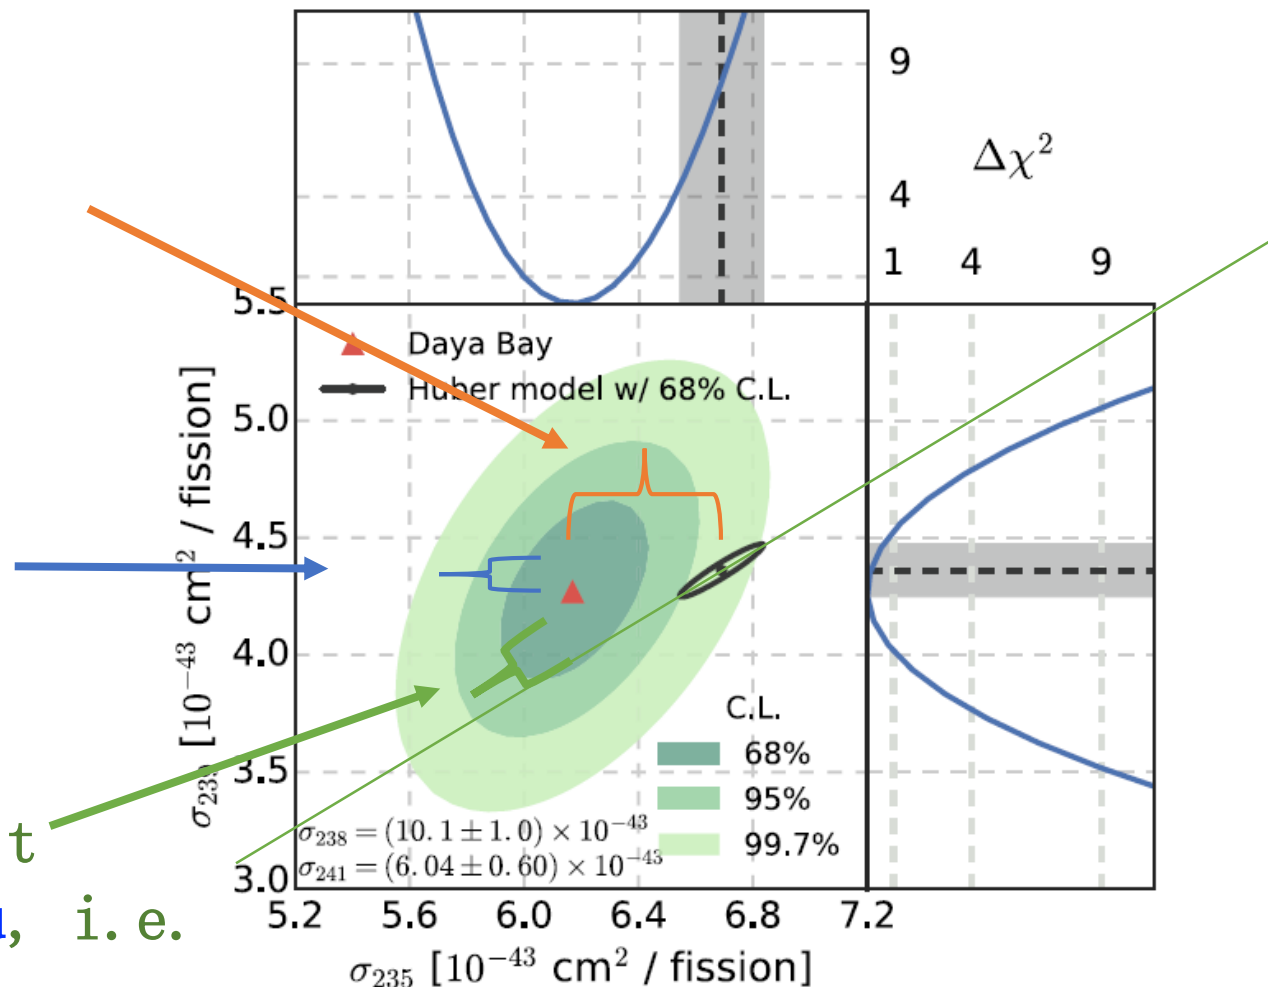 9
Δχ²
4
1 4 9
5.5
Daya Bay
Huber model w/ 68% C.L.
5.0
4.5
4.0
3.5
3.0
σ₂₃₉ [10⁻⁴³ cm² / fission]
C.L.
68%
95%
99.7%
σ₂₃₈ = (10.1 ± 1.0) × 10⁻⁴³
σ₂₄₁ = (6.04 ± 0.60) × 10⁻⁴³
t
, i.e.
5.2 5.6 6.0 6.4 6.8 7.2
σ₂₃₅ [10⁻⁴³ cm² / fission]